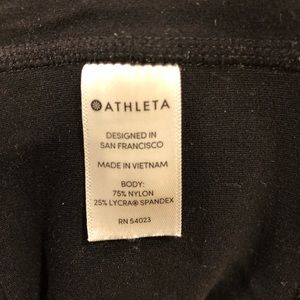 ATHLETA
DESIGNED IN
SAN FRANCISCO
MADE IN VIETNAM
BODY:
75% NYLON
25% LYCRA® SPANDEX
RN 54023